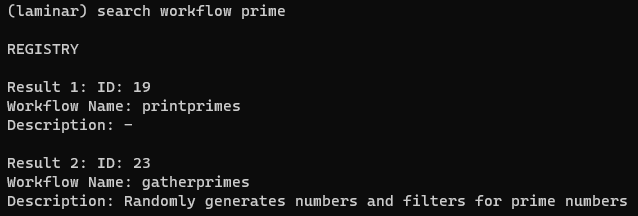 (laminar) search workflow prime
REGISTRY
Result 1: ID: 19
Workflow Name: printprimes
Description: -
Result 2: ID: 23
Workflow Name: gatherprimes
Description: Randomly generates numbers and filters for prime numbers